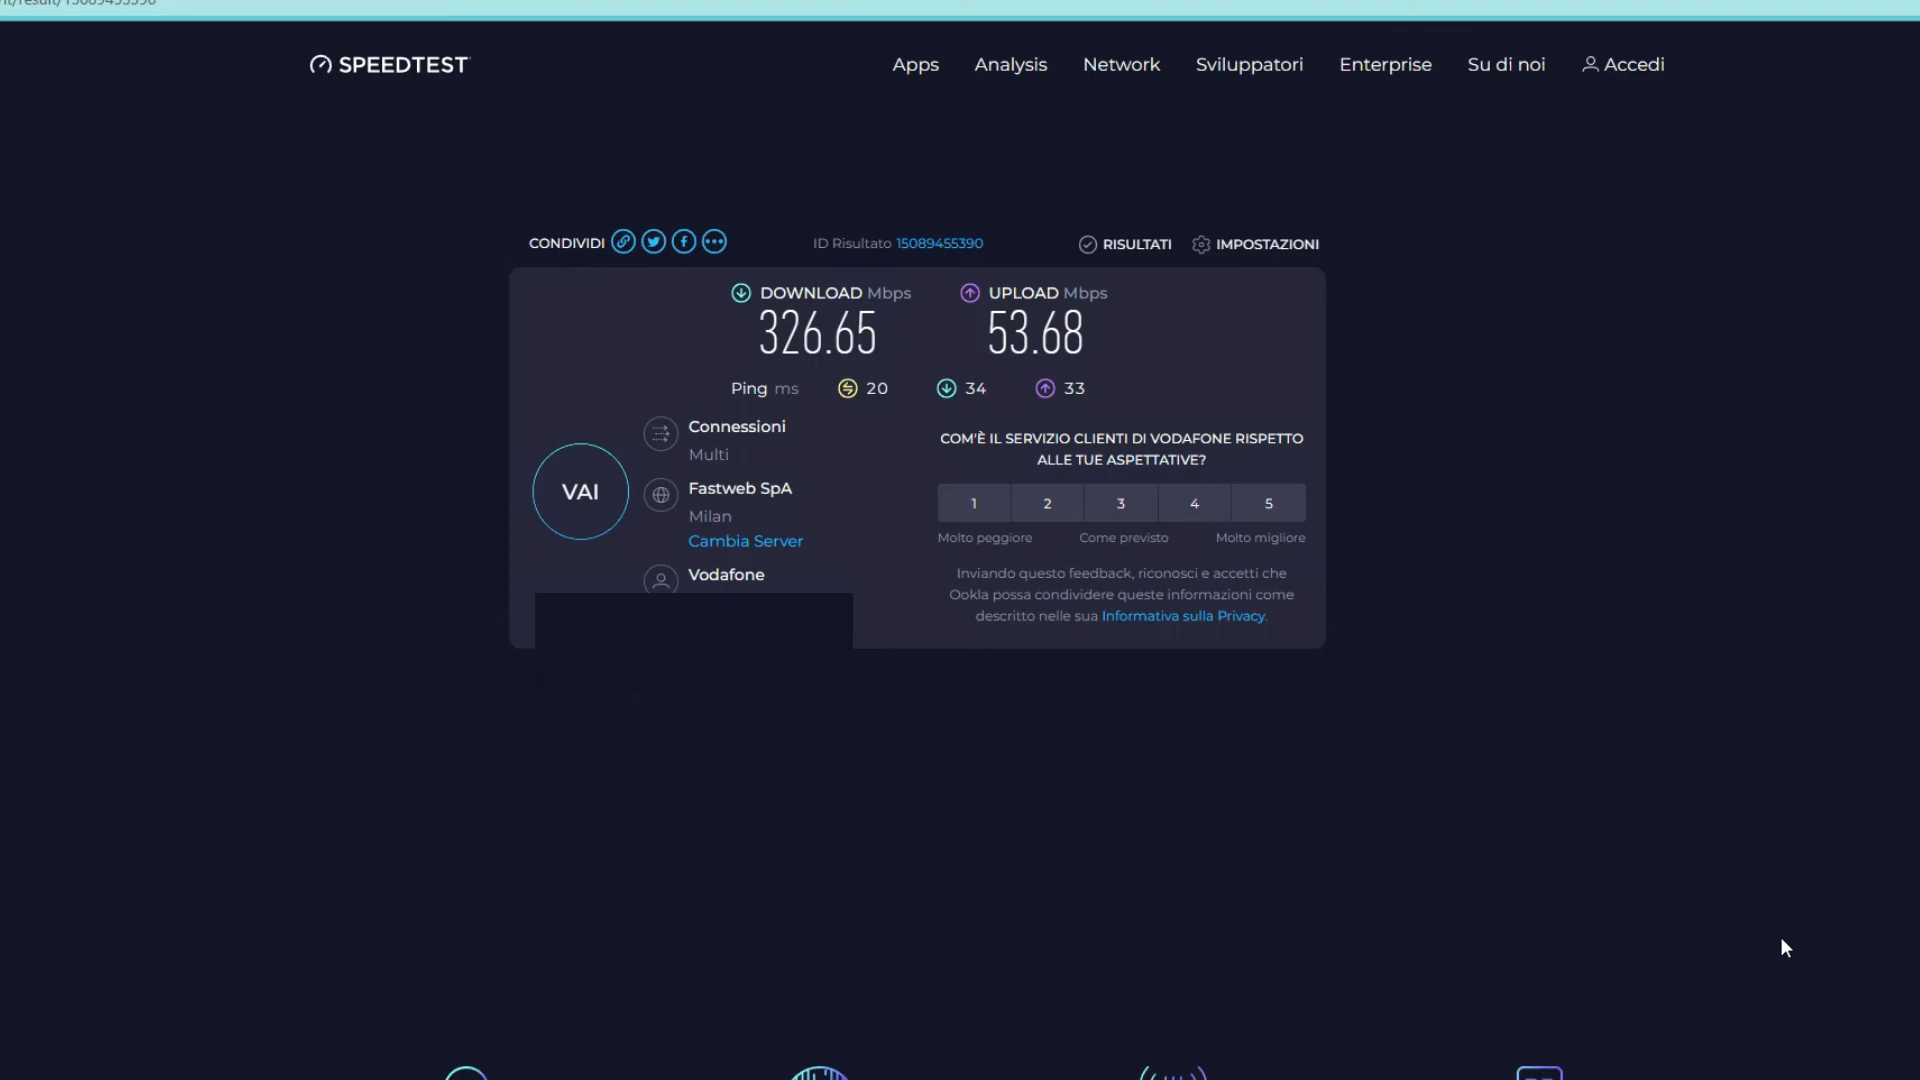 SPEEDTEST
Apps Analysis Network Sviluppatori Enterprise Su di noi Accedi
CONDIVIDI ID Risultato 15089455390 RISULTATI IMPOSTAZIONI
DOWNLOAD Mbps UPLOAD Mbps
326.65 53.68
Ping ms 20 34 33
VAI
Connessioni
Multi
Fastweb SpA
Milan
Cambia Server
Vodafone
COM'È IL SERVIZIO CLIENTI DI VODAFONE RISPETTO
ALLE TUE ASPETTATIVE?
1 2 3 4 5
Molto peggiore Come previsto Molto migliore
Inviando questo feedback, riconosci e accetti che
Ookla possa condividere queste informazioni come
descritto nelle sua Informativa sulla Privacy.